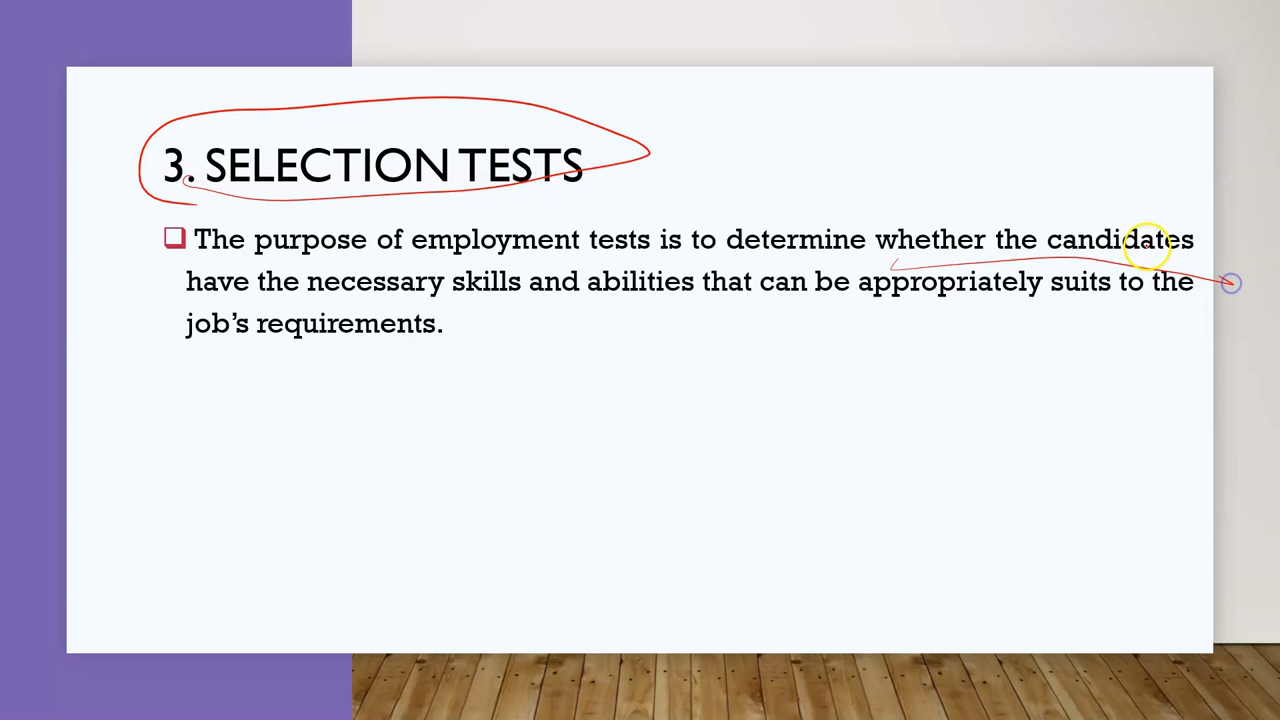 3. SELECTION TESTS
The purpose of employment tests is to determine whether the candidates
have the necessary skills and abilities that can be appropriately suits to the
job’s requirements.